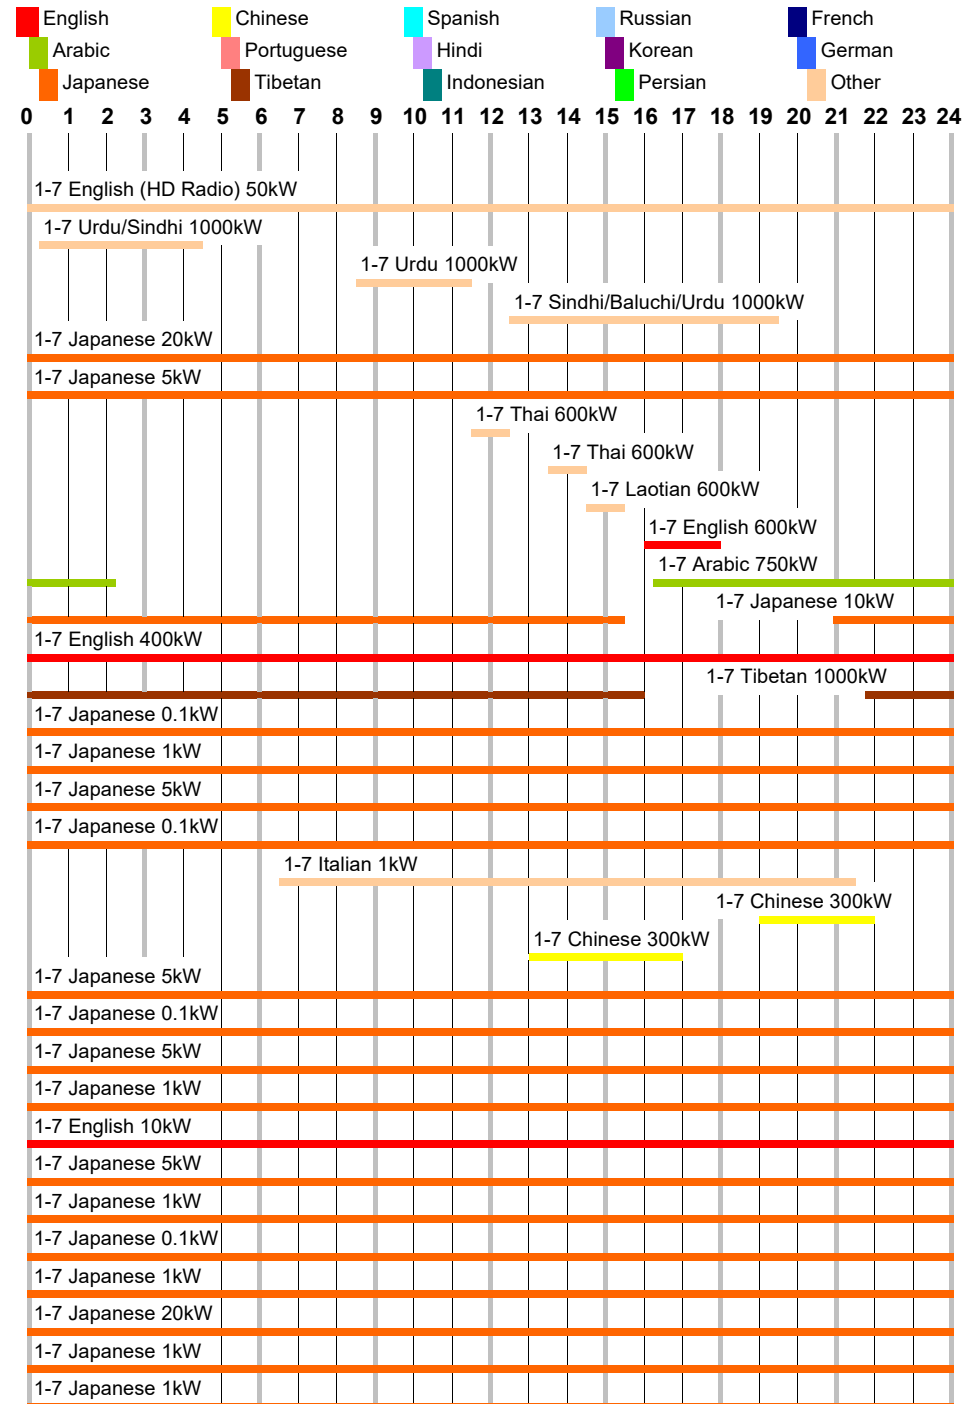 English Chinese Spanish Russian French
Arabic Portuguese Hindi Korean German
Japanese Tibetan Indonesian Persian Other
0 1 2 3 4 5 6 7 8 9 10 11 12 13 14 15 16 17 18 19 20 21 22 23 24
1-7 English (HD Radio) 50kW
1-7 Urdu/Sindhi 1000kW
1-7 Urdu 1000kW
1-7 Sindhi/Baluchi/Urdu 1000kW
1-7 Japanese 20kW
1-7 Japanese 5kW
1-7 Thai 600kW
1-7 Thai 600kW
1-7 Laotian 600kW
1-7 English 600kW
1-7 Arabic 750kW
1-7 Japanese 10kW
1-7 English 400kW
1-7 Tibetan 1000kW
1-7 Japanese 0.1kW
1-7 Japanese 1kW
1-7 Japanese 5kW
1-7 Japanese 0.1kW
1-7 Italian 1kW
1-7 Chinese 300kW
1-7 Chinese 300kW
1-7 Japanese 5kW
1-7 Japanese 0.1kW
1-7 Japanese 5kW
1-7 Japanese 1kW
1-7 English 10kW
1-7 Japanese 5kW
1-7 Japanese 1kW
1-7 Japanese 0.1kW
1-7 Japanese 1kW
1-7 Japanese 20kW
1-7 Japanese 1kW
1-7 Japanese 1kW